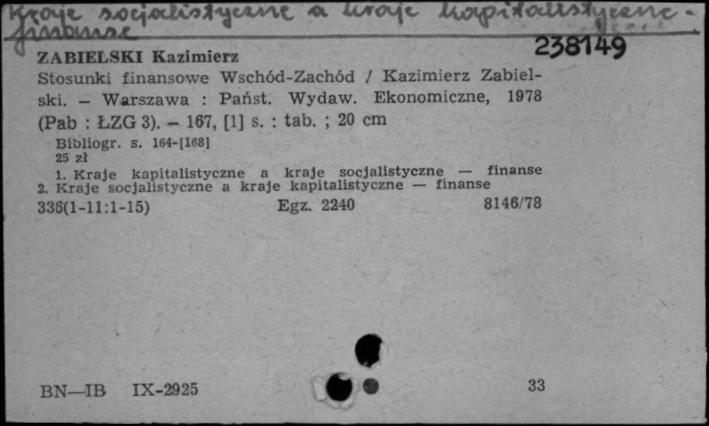 Kraje socjalistyczne a kraje kapitalistyczne -
finanse
238149
ZABIELSKI Kazimierz
Stosunki finansowe Wschód-Zachód / Kazimierz Zabiel-
ski. — Warszawa : Państ. Wydaw. Ekonomiczne, 1978
(Pab : ŁZG 3). — 167, [1] s. : tab. ; 20 cm
Bibliogr. s. 164-[168]
25 zł
1. Kraje kapitalistyczne a kraje socjalistyczne — finanse
2. Kraje socjalistyczne a kraje kapitalistyczne — finanse
336(1-11:1-15) Egz. 2240 8146/78
BN—IB IX-2925 33